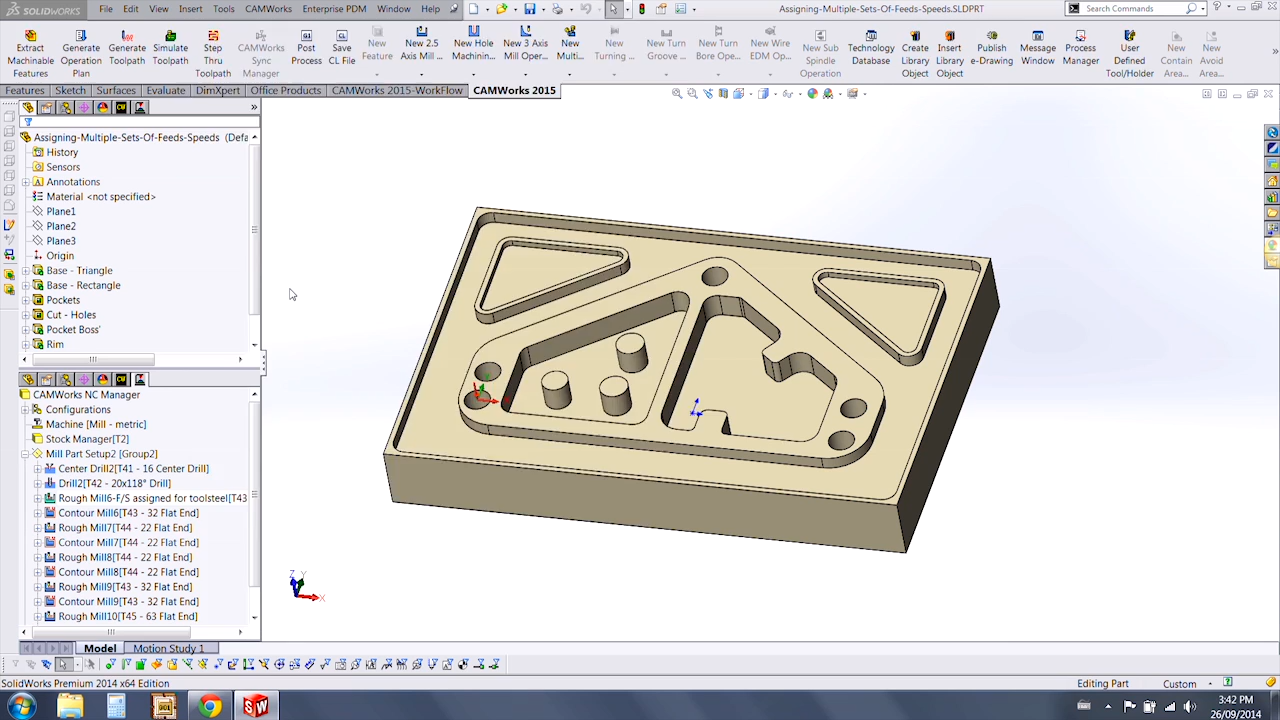 SOLIDWORKS File Edit View Insert Tools CAMWorks Enterprise PDM Window Help Assigning-Multiple-Sets-Of-Feeds-Speeds.SLDPRT Search Commands
Extract Machinable Features
Generate Operation Plan
Generate Toolpath
Simulate Toolpath
Step Thru Toolpath
CAMWorks NC Manager
Post Process
Save CL File
New Feature
New 2.5 Axis Mill ...
New Hole Machinin...
New 3 Axis Mill Oper...
New Multi...
New Turning ...
New Turn Groove ...
New Turn Bore Ope...
New Wire EDM Op...
New Sub Spindle Operation
Technology Database
Create Library Object
Insert Library Object
Publish e-Drawing
Message Window
Process Manager
User Defined Tool/Holder
New Contain Area...
New Avoid Area...
Features Sketch Surfaces Evaluate DimXpert Office Products CAMWorks 2015-WorkFlow CAMWorks 2015
Assigning-Multiple-Sets-Of-Feeds-Speeds (Defa
History
Sensors
Annotations
Material <not specified>
Plane1
Plane2
Plane3
Origin
Base - Triangle
Base - Rectangle
Pockets
Cut - Holes
Pocket Boss'
Rim
CAMWorks NC Manager
Configurations
Machine [Mill - metric]
Stock Manager[T2]
Mill Part Setup2 [Group2]
Center Drill2[T41 - 16 Center Drill]
Drill2[T42 - 20x118° Drill]
Rough Mill6-F/S assigned for toolsteel[T43
Contour Mill6[T43 - 32 Flat End]
Rough Mill7[T44 - 22 Flat End]
Contour Mill7[T44 - 22 Flat End]
Rough Mill8[T44 - 22 Flat End]
Contour Mill8[T44 - 22 Flat End]
Rough Mill9[T43 - 32 Flat End]
Contour Mill9[T43 - 32 Flat End]
Rough Mill10[T45 - 63 Flat End]
Z Y
X
Model Motion Study 1
SolidWorks Premium 2014 x64 Edition Editing Part Custom
3:42 PM
26/09/2014